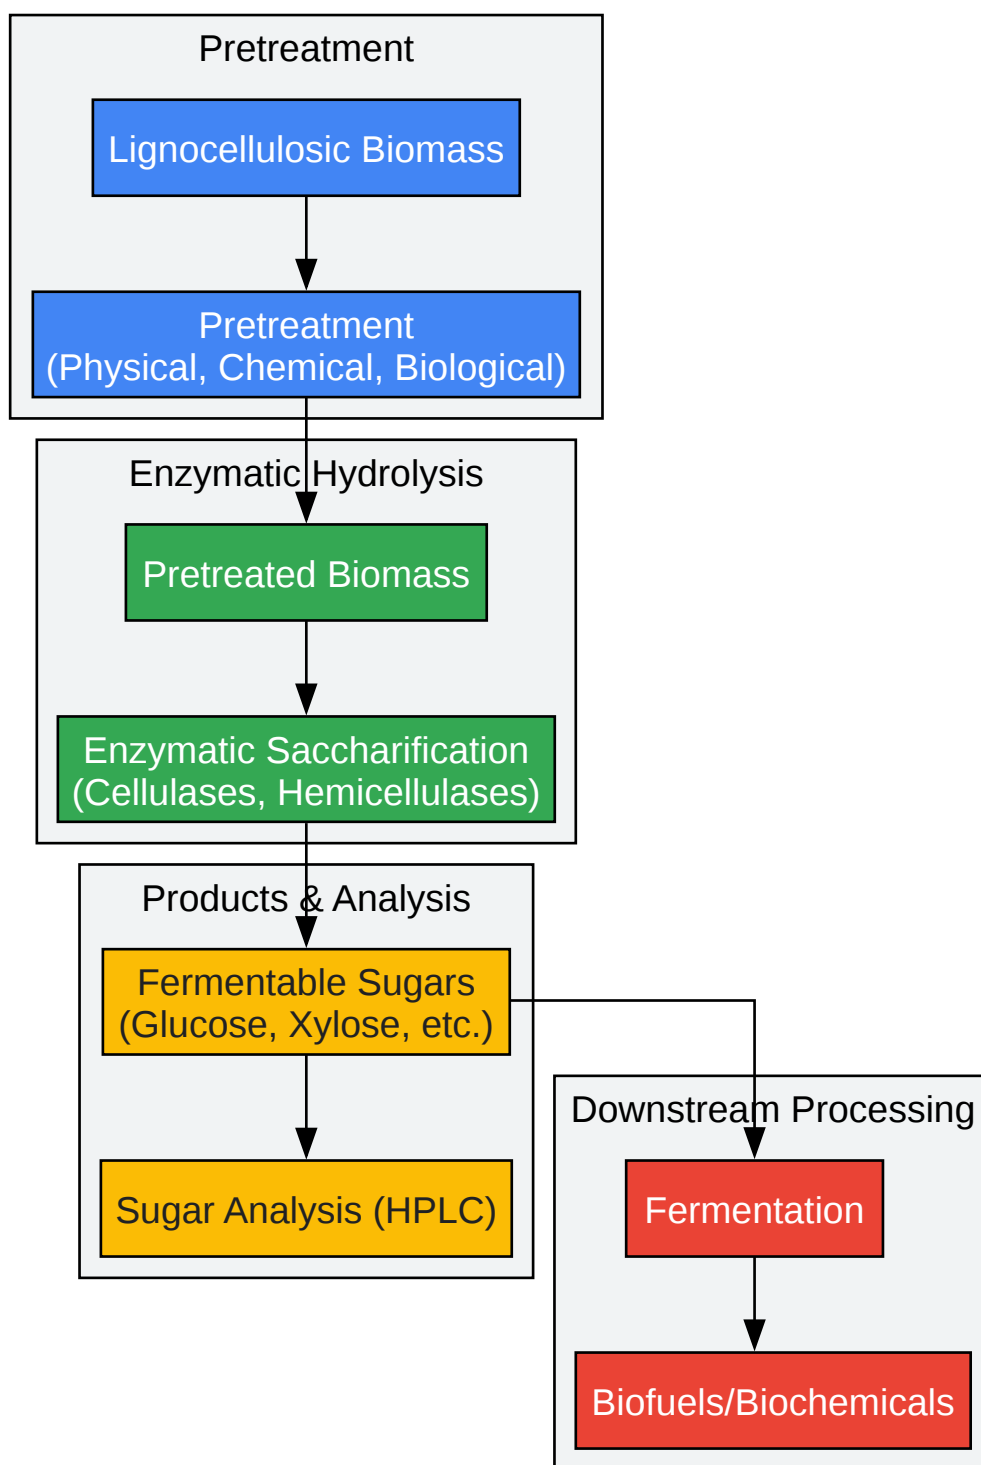 Pretreatment
Lignocellulosic Biomass
Pretreatment
(Physical, Chemical, Biological)
Enzymatic Hydrolysis
Pretreated Biomass
Enzymatic Saccharification
(Cellulases, Hemicellulases)
Products & Analysis
Fermentable Sugars
(Glucose, Xylose, etc.)
Sugar Analysis (HPLC)
Downstream Processing
Fermentation
Biofuels/Biochemicals